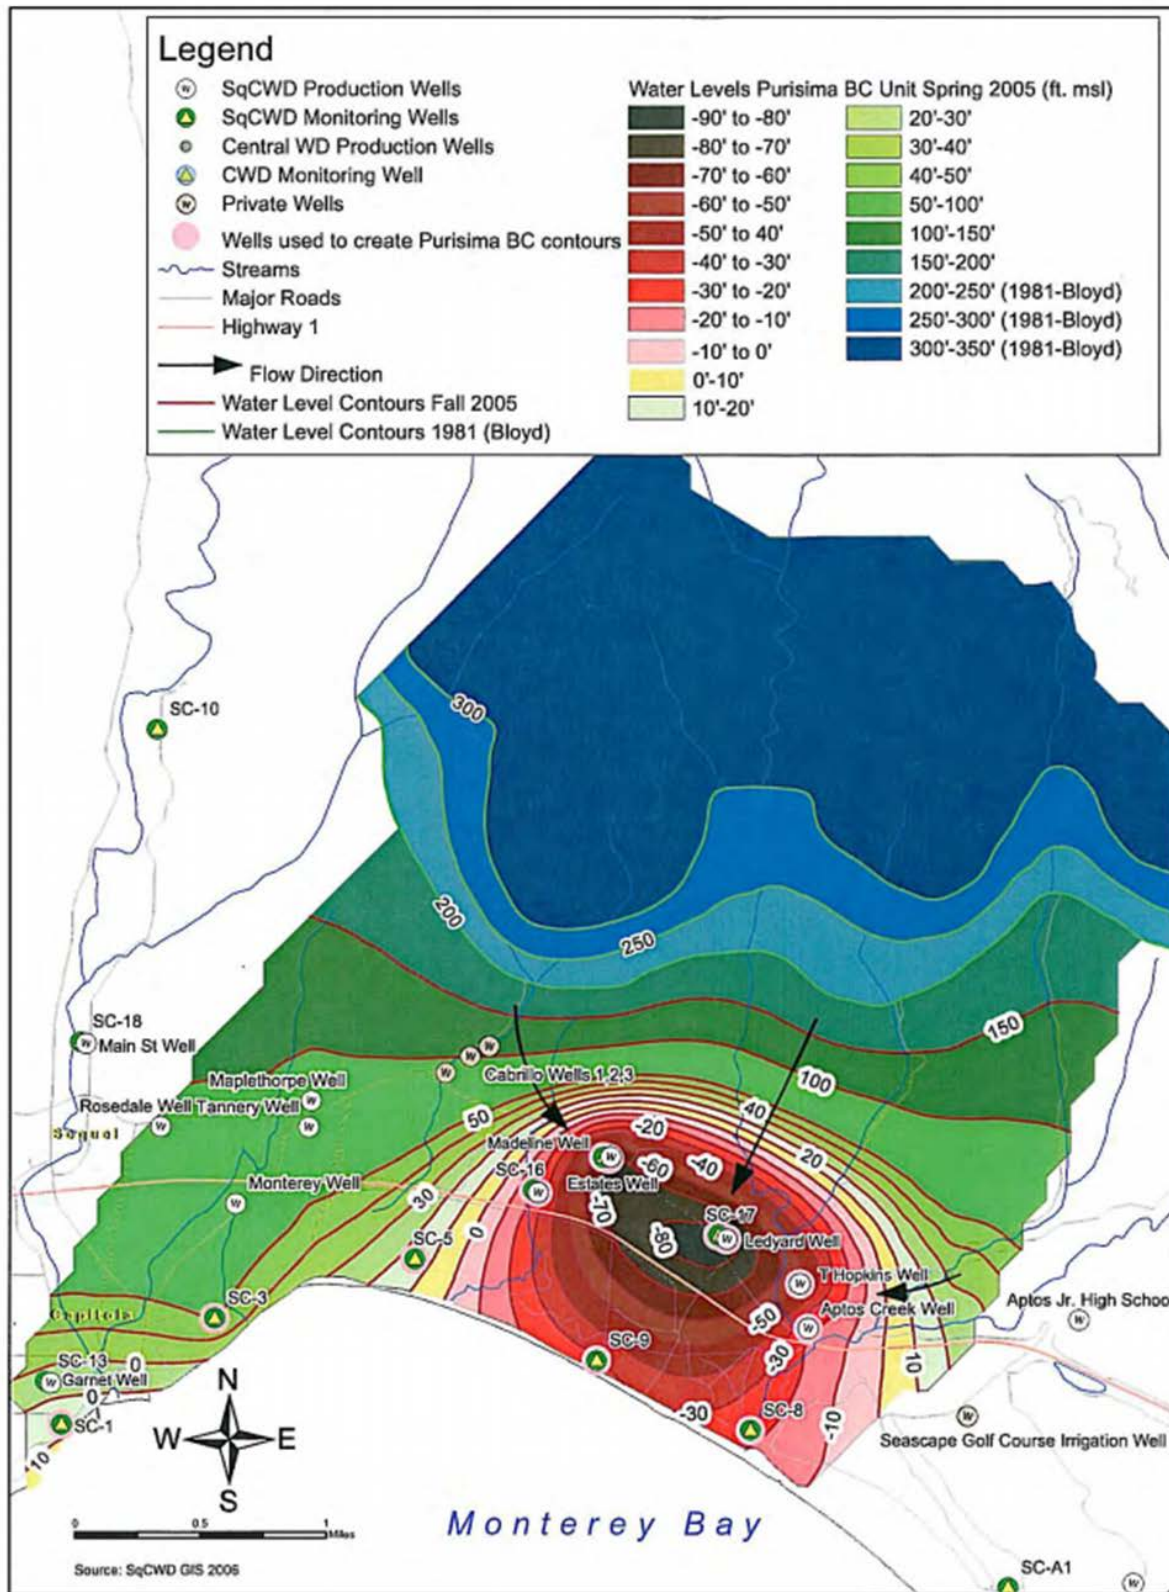 Legend
SqCWD Production Wells
SqCWD Monitoring Wells
Central WD Production Wells
CWD Monitoring Well
Private Wells
Wells used to create Purisima BC contours
Streams
Major Roads
Highway 1
Flow Direction
Water Level Contours Fall 2005
Water Level Contours 1981 (Bloyd)
Water Levels Purisima BC Unit Spring 2005 (ft. msl)
-90' to -80'
-80' to -70'
-70' to -60'
-60' to -50'
-50' to 40'
-40' to -30'
-30' to -20'
-20' to -10'
-10' to 0'
0'-10'
10'-20'
20'-30'
30'-40'
40'-50'
50'-100'
100'-150'
150'-200'
200'-250' (1981-Bloyd)
250'-300' (1981-Bloyd)
300'-350' (1981-Bloyd)
300
SC-10
200
250
150
SC-18
Main St Well
100
Cabrillo Wells 1,2,3
Maplethorpe Well
Rosedale Well
Tannery Well
Soquel
50
40
20
-20
-40
-60
Madeline Well
SC-16
Estates Well
Monterey Well
30
0
-70
-80
SC-17
Ledyard Well
SC-5
T Hopkins Well
Aptos Creek Well
Aptos Jr. High Schoo
SC-3
Capitola
-50
-30
10
SC-9
SC-13
Garnet Well
0
0
SC-1
10
-30
SC-8
-10
Seascape Golf Course Irrigation Well
N
W
E
S
Monterey Bay
0
0.5
1
Miles
Source: SqCWD GIS 2006
SC-A1
W